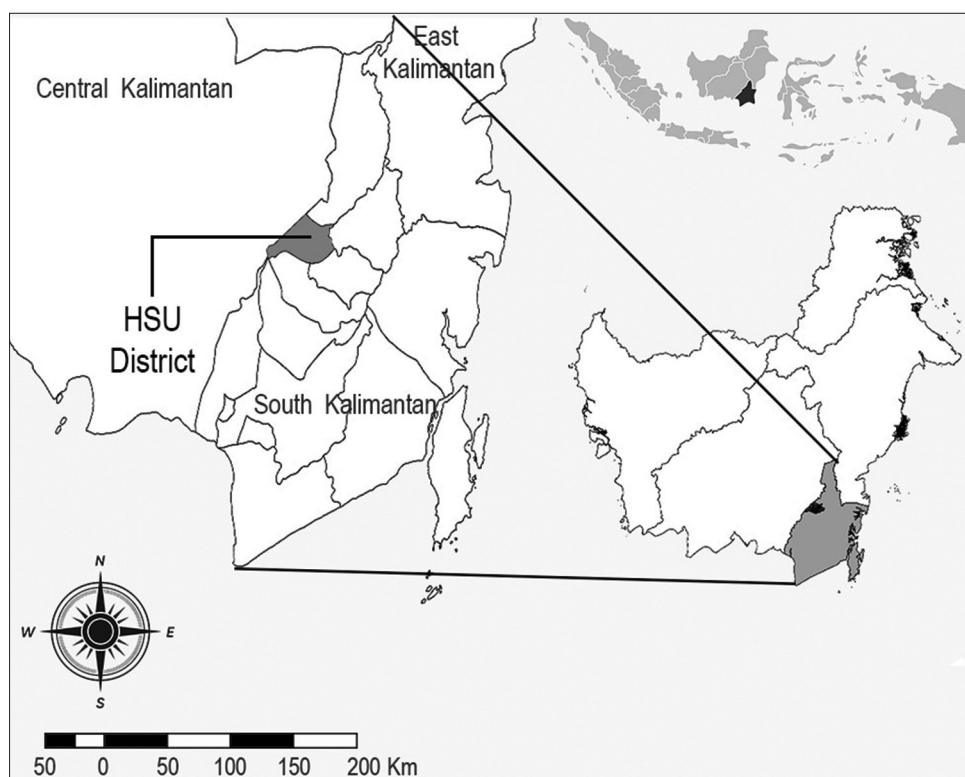 East
Kalimantan
Central Kalimantan
HSU
District
South Kalimantan
N
W E
S
50 0 50 100 150 200 Km